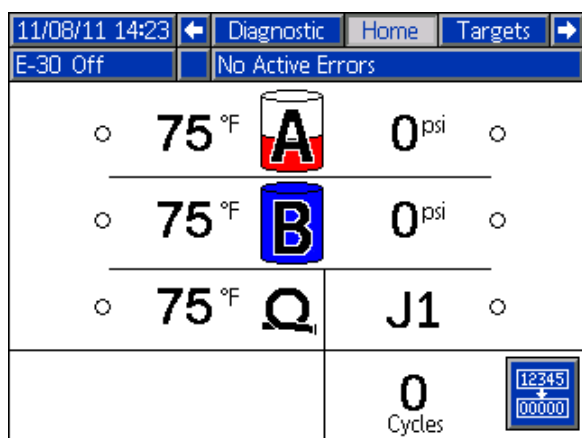 11/08/11 14:23 Diagnostic Home Targets
E-30 Off No Active Errors
75 °F A 0 psi
75 °F B 0 psi
75 °F J1
0 12345
Cycles 00000